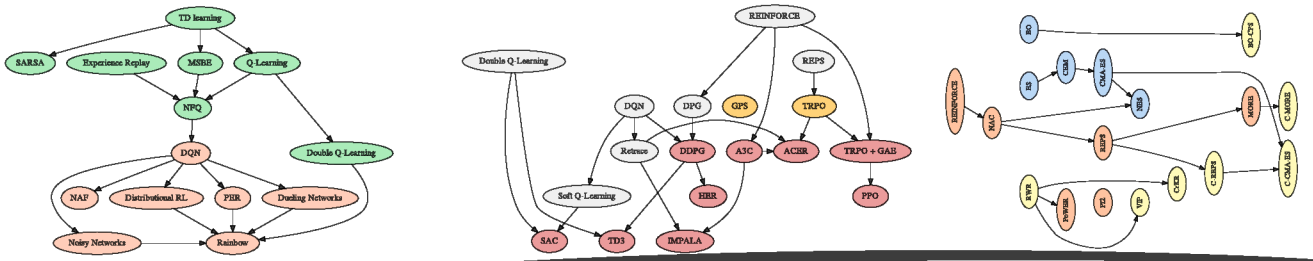 TD learning
SARSA
Experience Replay
MSBE
Q-Learning
NFQ
DQN
Double Q-Learning
NAF
Distributional RL
PER
Dueling Networks
Noisy Networks
Rainbow
REINFORCE
Double Q-Learning
REPS
DQN
DPG
GPS
TRPO
Retrace
DDPG
A3C
ACER
TRPO + GAE
Soft Q-Learning
HER
PPO
SAC
TD3
IMPALA
BO
BO-CPS
ES
CEM
CMA-ES
NES
REINFORCE
NAC
REPS
MORE
C-MORE
C-REPS
C-CMA-ES
RWR
PoWER
PI2
VIP
CrKR